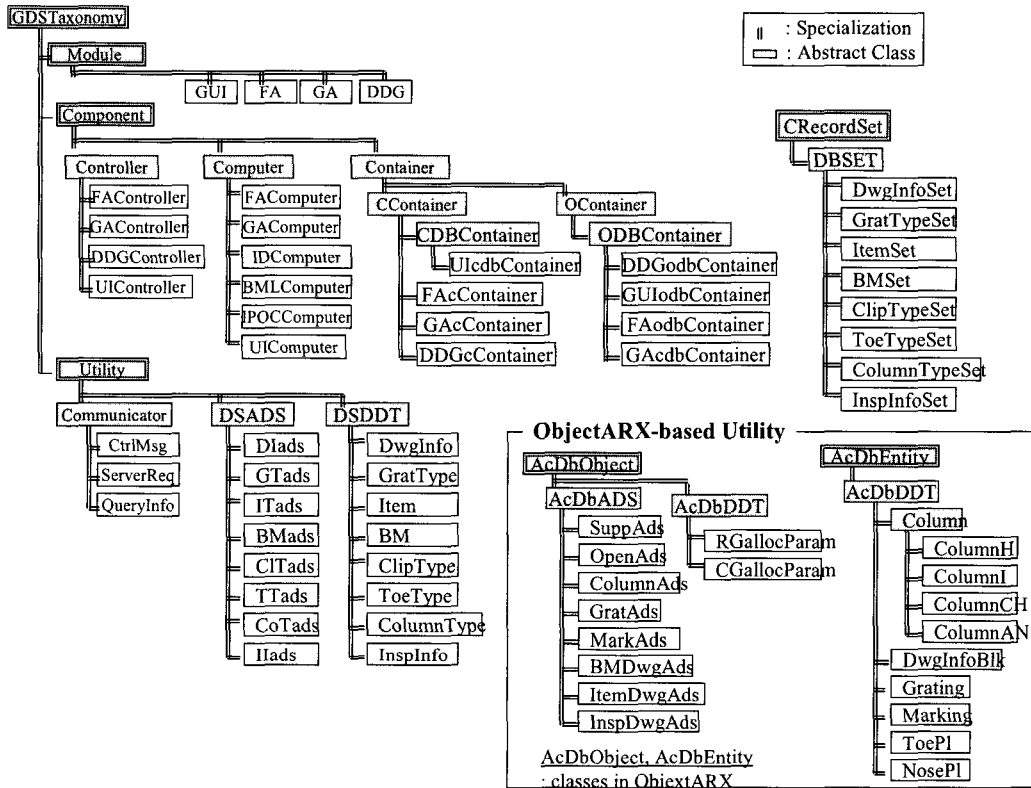 GDSTaxonomy
॥ : Specialization
: Abstract Class
Module
GUI FA GA DDG
Component
Controller Computer Container
FAController
GAController
DDGController
UIController
FAComputer
GAComputer
IDComputer
BMLComputer
IPOCComputer
UIComputer
CContainer OContainer
CDBContainer
UIcdbContainer
FAcContainer
GAcContainer
DDGcContainer
ODBContainer
DDGodbContainer
GUIodbContainer
FAodbContainer
GAcdbContainer
CRecordSet
DBSET
DwgInfoSet
GratTypeSet
ItemSet
BMSet
ClipTypeSet
ToeTypeSet
ColumnTypeSet
InspInfoSet
Utility
Communicator DSADS DSDDT
CtrlMsg
ServerReq
QueryInfo
DIads
GTads
ITads
BMads
ClTads
TTads
CoTads
IIads
DwgInfo
GratType
Item
BM
ClipType
ToeType
ColumnType
InspInfo
ObjectARX-based Utility
AcDbObject
AcDbADS AcDbDDT
SuppAds
OpenAds
ColumnAds
GratAds
MarkAds
BMDwgAds
ItemDwgAds
InspDwgAds
RGallocParam
CGallocParam
AcDbEntity
AcDbDDT
Column
ColumnH
ColumnI
ColumnCH
ColumnAN
DwgInfoBlk
Grating
Marking
ToePl
NosePl
AcDbObject, AcDbEntity
: classes in ObjextARX